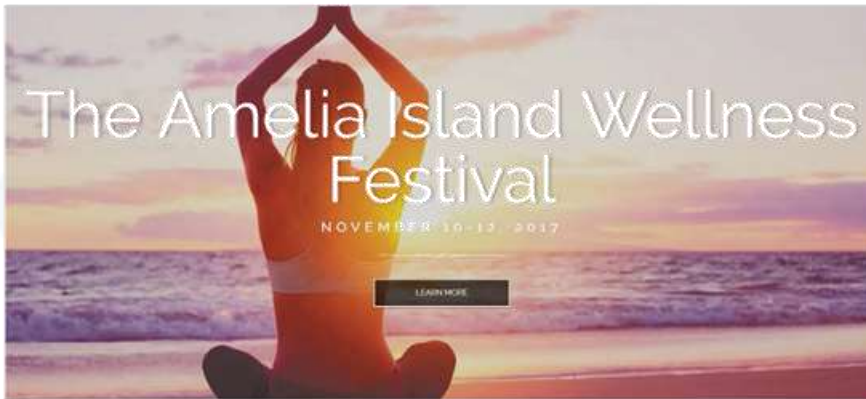 The Amelia Island Wellness
Festival
NOVEMBER 10-12, 2017
LEARN MORE